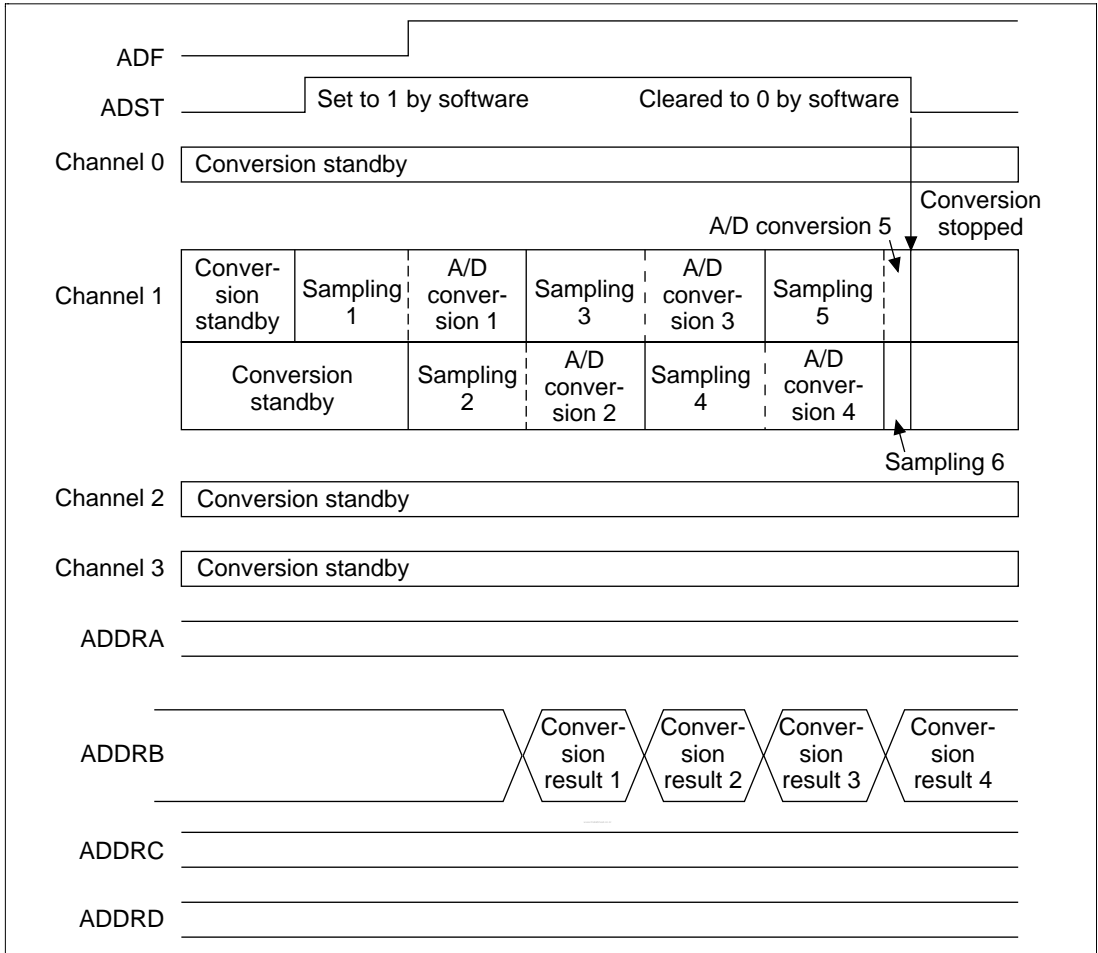 ADF
ADST
Set to 1 by software
Cleared to 0 by software
Channel 0
Conversion standby
Conversion
stopped
A/D conversion 5
Channel 1
Conver-
sion
standby
Sampling
1
A/D
conver-
sion 1
Sampling
3
A/D
conver-
sion 3
Sampling
5
Conversion
standby
Sampling
2
A/D
conver-
sion 2
Sampling
4
A/D
conver-
sion 4
Sampling 6
Channel 2
Conversion standby
Channel 3
Conversion standby
ADDRA
ADDRB
Conver-
sion
result 1
Conver-
sion
result 2
Conver-
sion
result 3
Conver-
sion
result 4
ADDRC
ADDRD